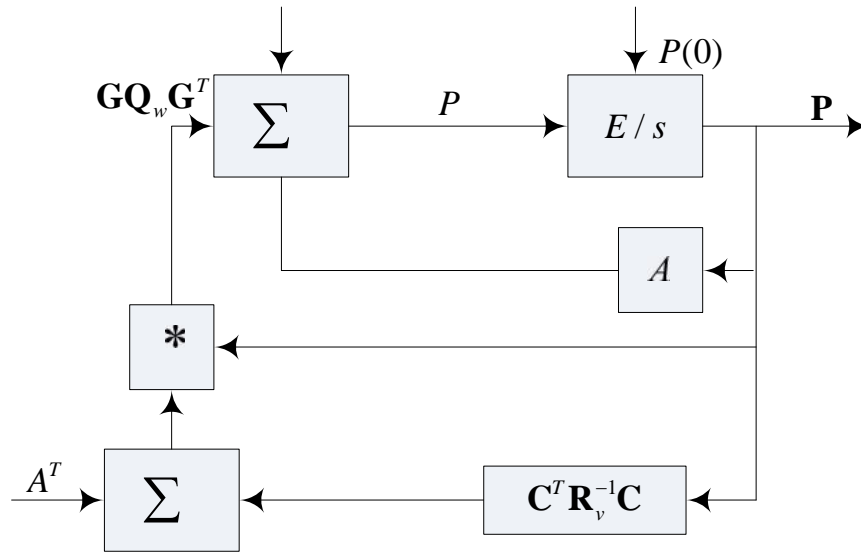 P(0)
𝐆𝐐_w𝐆^T
Σ
P
E / s
𝐏
A
*
A^T
Σ
𝐂^T 𝐑_v^{-1} 𝐂